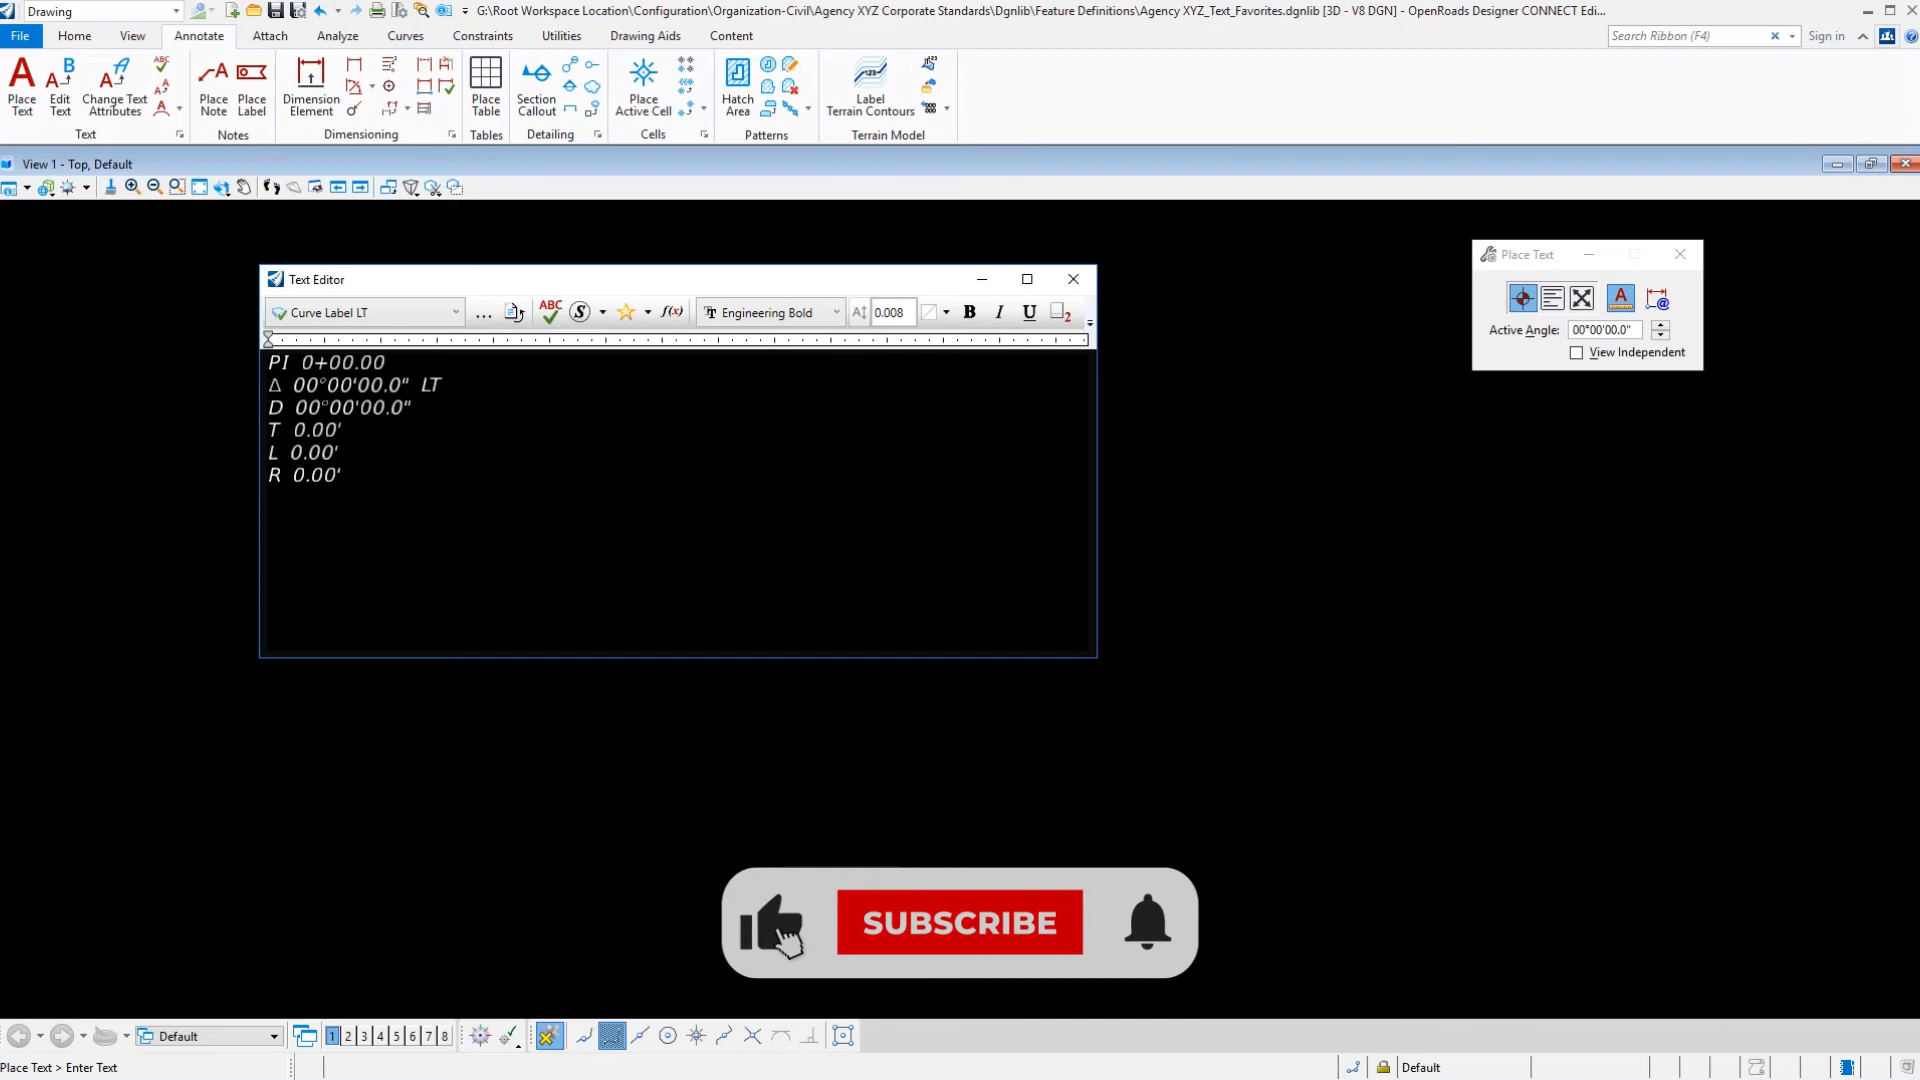 Drawing
G:\Root Workspace Location\Configuration\Organization-Civil\Agency XYZ Corporate Standards\Dgnlib\Feature Definitions\Agency XYZ_Text_Favorites.dgnlib [3D - V8 DGN] - OpenRoads Designer CONNECT Edi...
File Home View Annotate Attach Analyze Curves Constraints Utilities Drawing Aids Content
Search Ribbon (F4)
Sign in
Place Text
Edit Text
Change Text Attributes
Place Note
Place Label
Dimension Element
Place Table
Section Callout
Place Active Cell
Hatch Area
Label Terrain Contours
Text Notes Dimensioning Tables Detailing Cells Patterns Terrain Model
View 1 - Top, Default
Place Text
Active Angle: 00°00'00.0"
View Independent
Text Editor
Curve Label LT
... ABC S f(x) Engineering Bold 0.008 B I U
PI 0+00.00
Δ 00°00'00.0" LT
D 00°00'00.0"
T 0.00'
L 0.00'
R 0.00'
SUBSCRIBE
Default 1 2 3 4 5 6 7 8
Place Text > Enter Text
Default